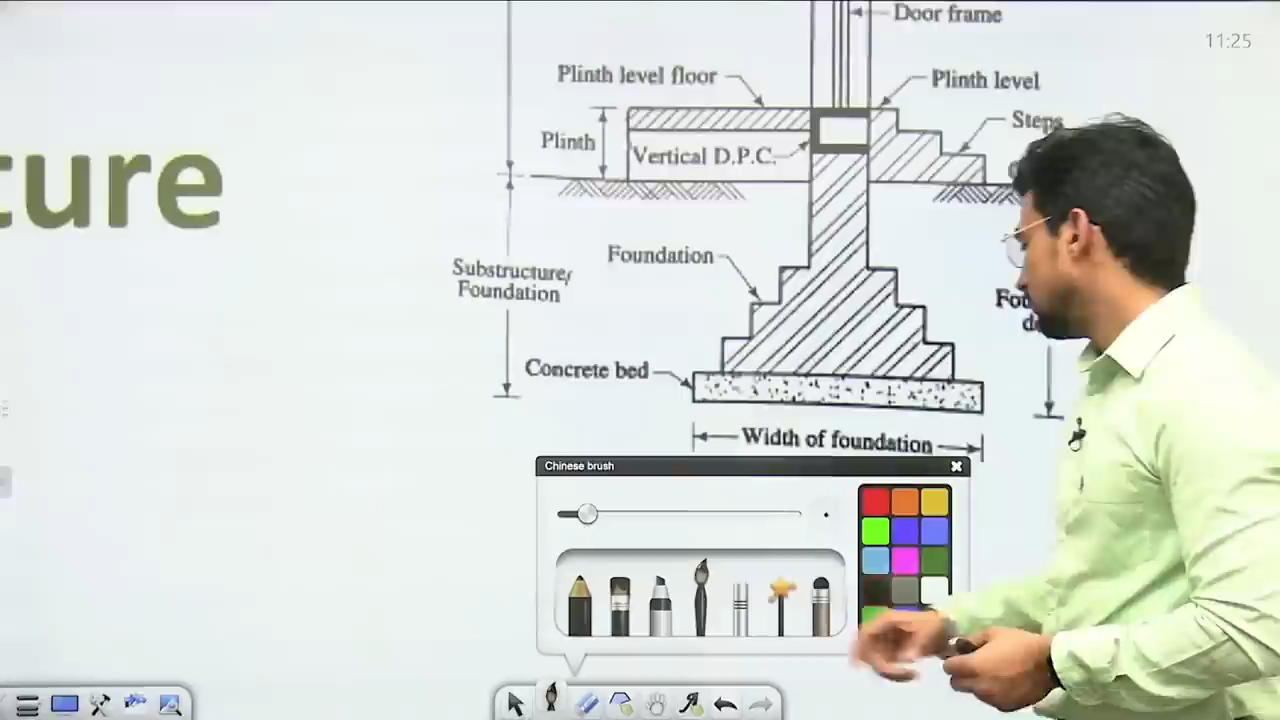 Door frame
11:25
Plinth level floor
Plinth level
Steps
Plinth
Vertical D.P.C.
ture
Foundation
Substructure/
Foundation
Concrete bed
Width of foundation
Chinese brush